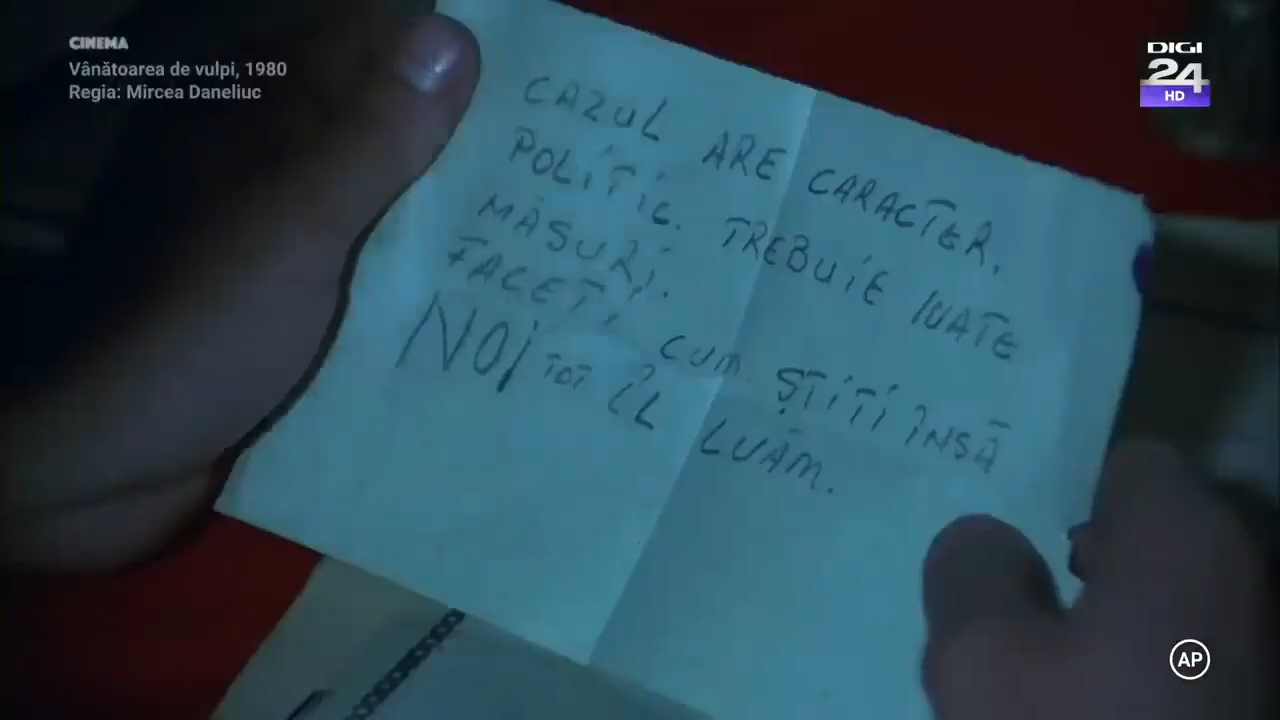 CINEMA
Vânătoarea de vulpi, 1980
Regia: Mircea Daneliuc
DIGI
24
HD
CAZUL ARE CARACTER.
POLITIC. TREBUIE LUATE
MĂSURI.
FACEȚI CUM ȘTIȚI ÎNSĂ
NOI TOT ÎL LUĂM.
AP